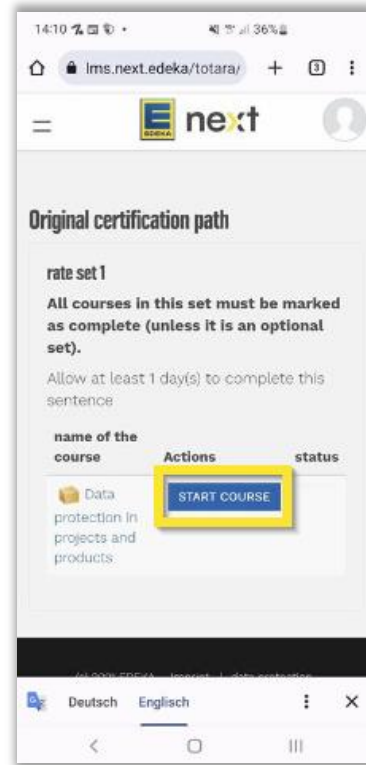 14:10
36%
lms.next.edeka/totara/
3
E EDEKA next
Original certification path
rate set 1
All courses in this set must be marked
as complete (unless it is an optional
set).
Allow at least 1 day(s) to complete this
sentence
name of the
course Actions status
Data
protection in
projects and
products
START COURSE
EDEKA
Deutsch Englisch